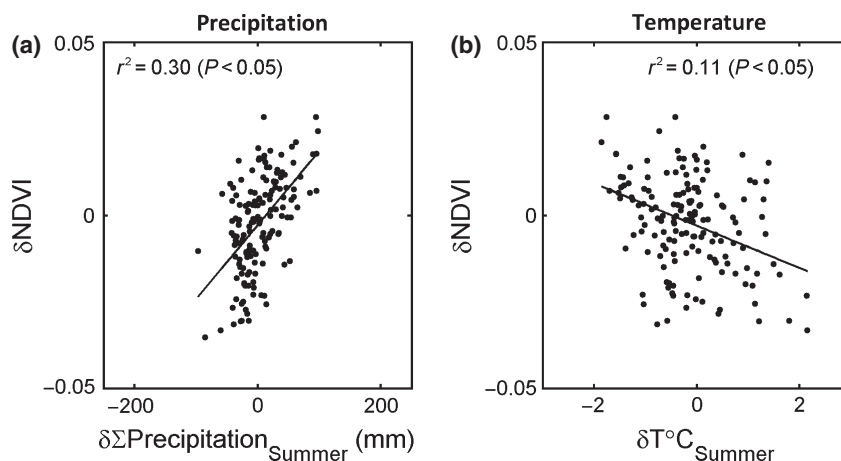 Precipitation
(a)
0.05
r² = 0.30 (P < 0.05)
δNDVI
0
−0.05
−200 0 200
δΣPrecipitation_Summer (mm)
Temperature
(b)
0.05
r² = 0.11 (P < 0.05)
δNDVI
0
−0.05
−2 0 2
δT°C_Summer